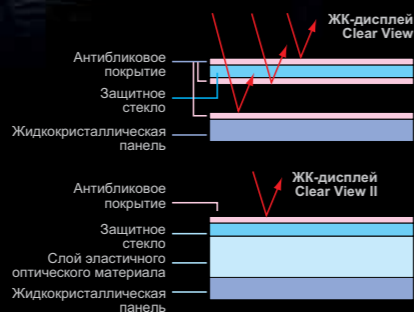 ЖК-дисплей
Clear View
Антибликовое
покрытие
Защитное
стекло
Жидкокристаллическая
панель
ЖК-дисплей
Clear View II
Антибликовое
покрытие
Защитное
стекло
Слой эластичного
оптического материала
Жидкокристаллическая
панель